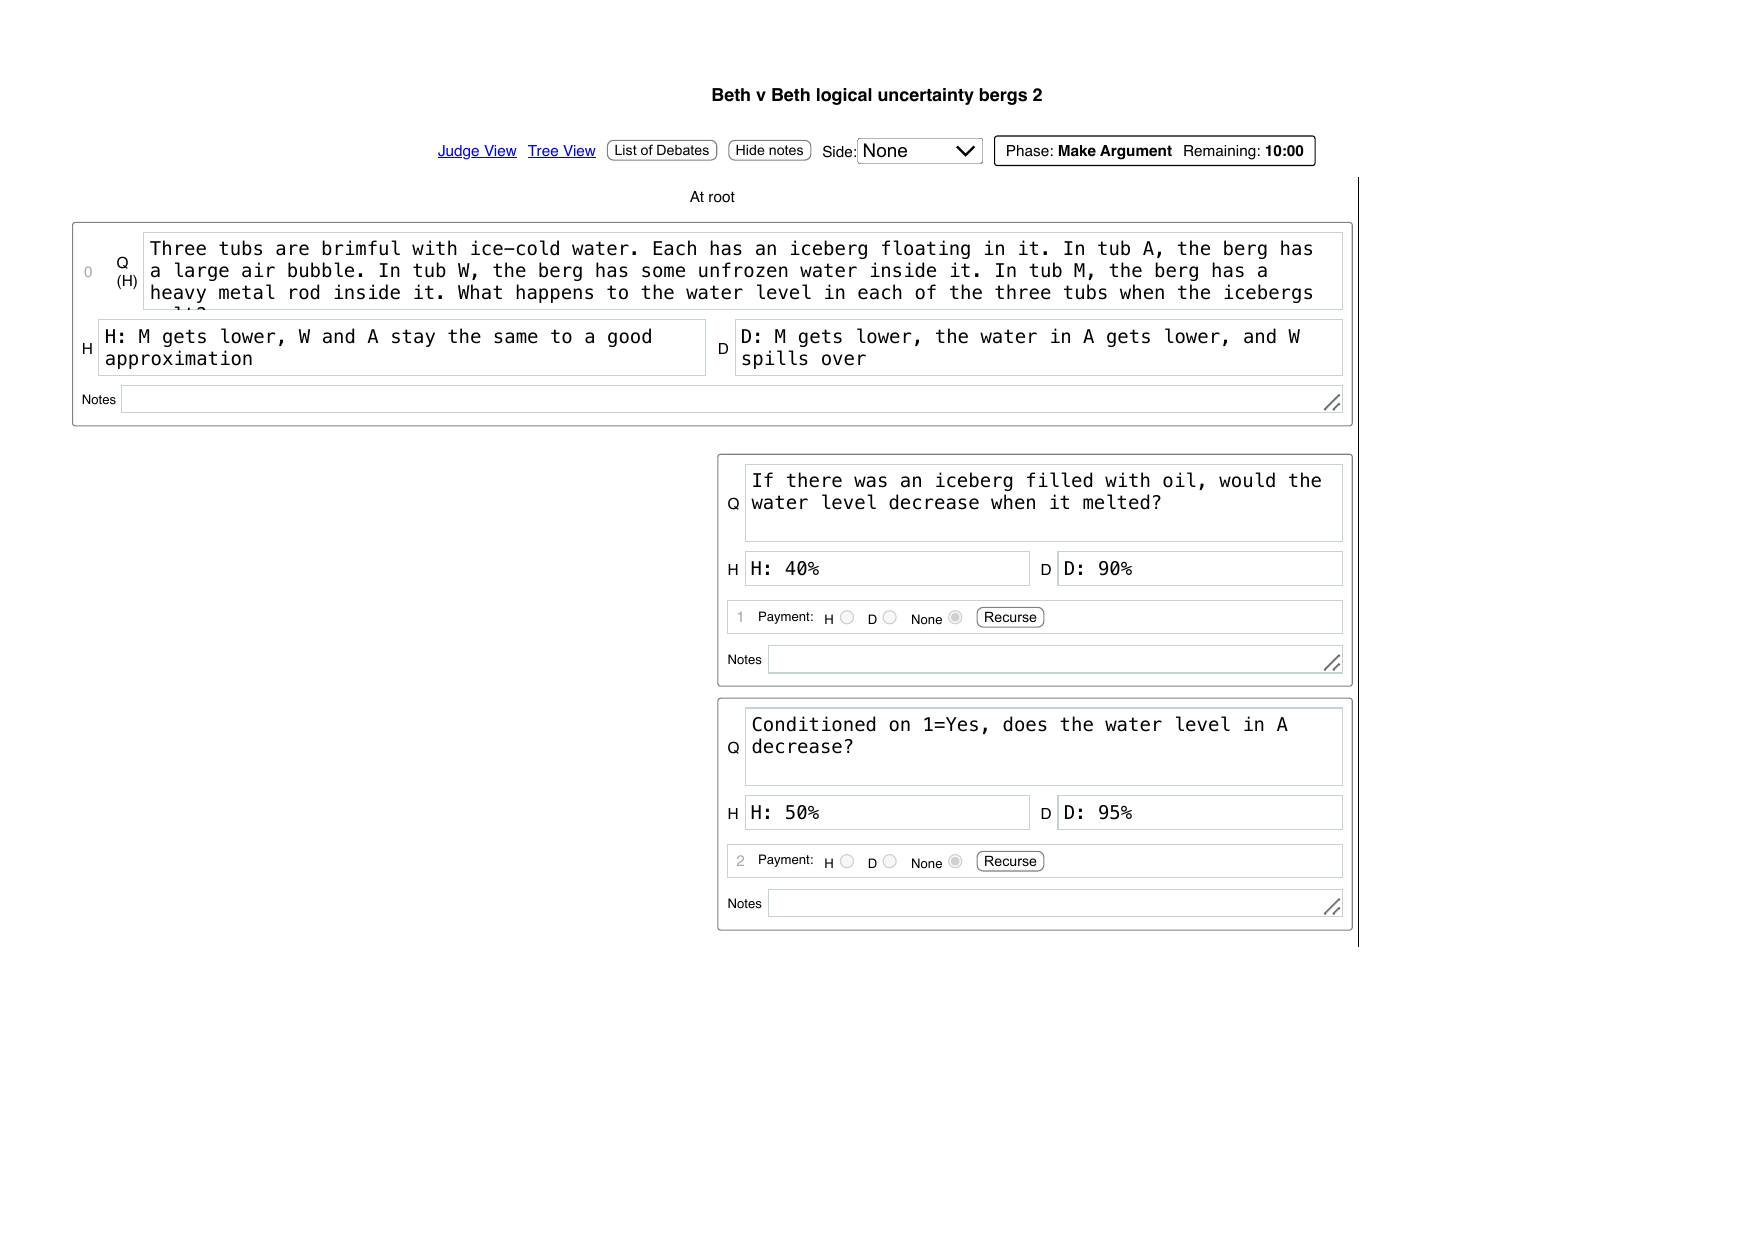 Beth v Beth logical uncertainty bergs 2
Judge View Tree View List of Debates Hide notes Side: None Phase: Make Argument Remaining: 10:00
At root
0 Q (H)
Three tubs are brimful with ice-cold water. Each has an iceberg floating in it. In tub A, the berg has
a large air bubble. In tub W, the berg has some unfrozen water inside it. In tub M, the berg has a
heavy metal rod inside it. What happens to the water level in each of the three tubs when the icebergs
H H: M gets lower, W and A stay the same to a good
approximation
D D: M gets lower, the water in A gets lower, and W
spills over
Notes
Q If there was an iceberg filled with oil, would the
water level decrease when it melted?
H H: 40% D D: 90%
1 Payment: H D None Recurse
Notes
Q Conditioned on 1=Yes, does the water level in A
decrease?
H H: 50% D D: 95%
2 Payment: H D None Recurse
Notes